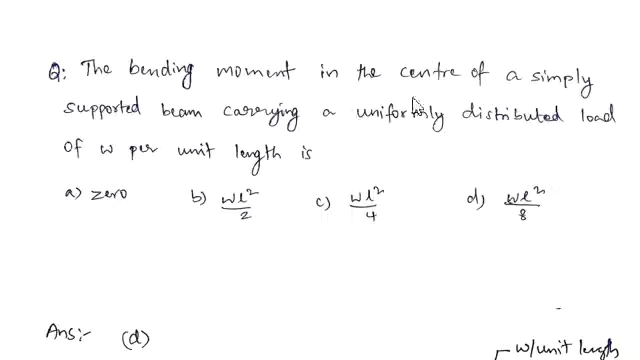 Q: The bending moment in the centre of a simply
supported beam carrying a uniformly distributed load
of w per unit length is
a) zero b) wl²/2 c) wl²/4 d) wl²/8
Ans:- (d)
w/unit length